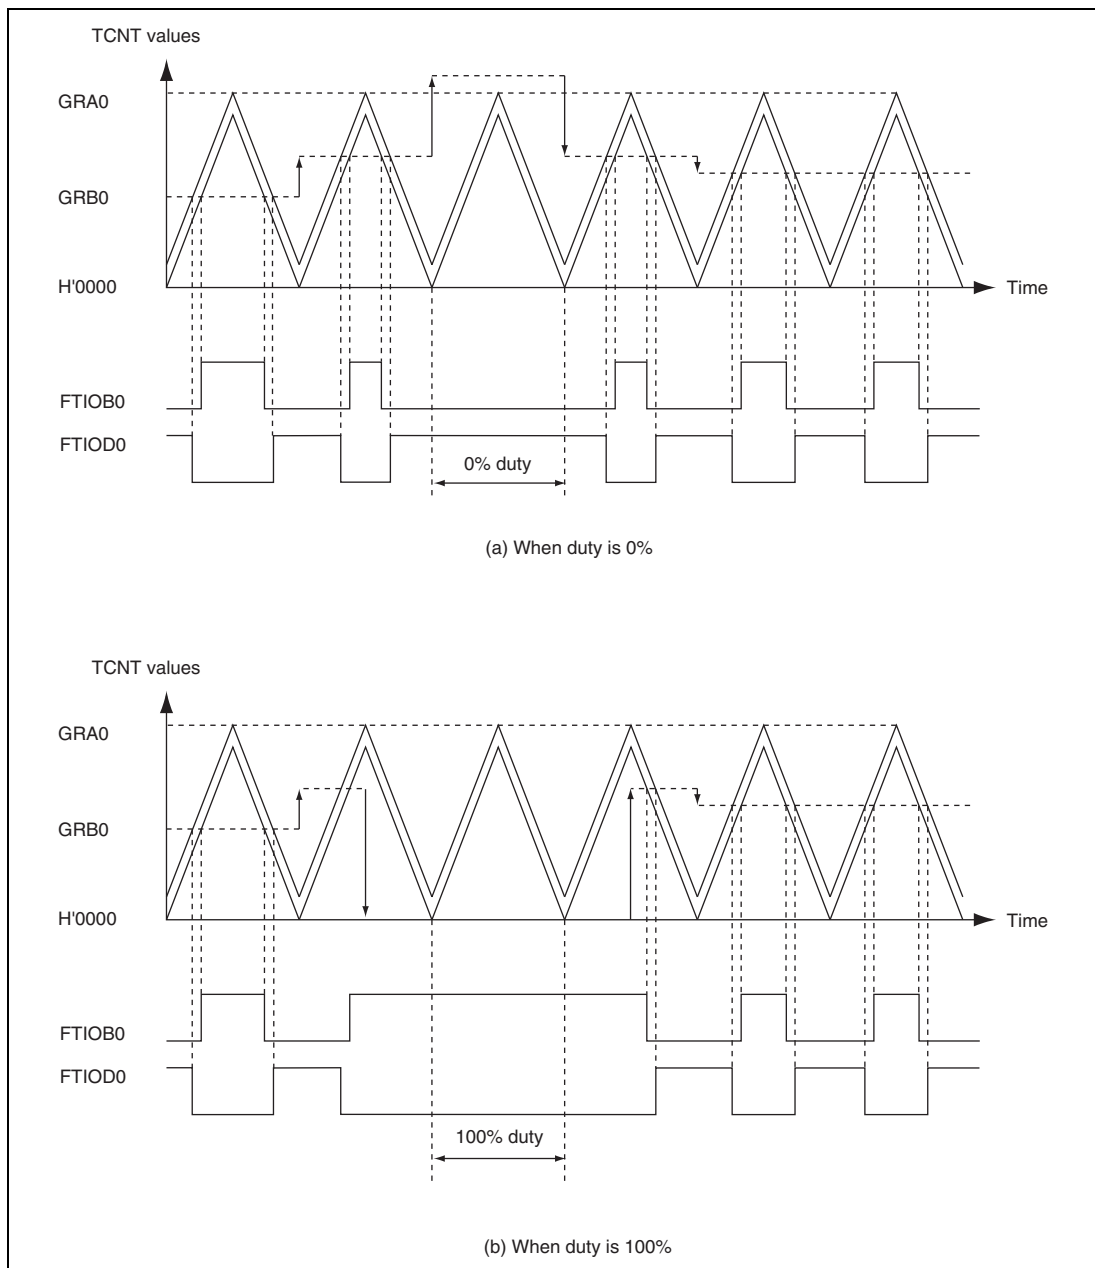 TCNT values
GRA0
GRB0
H'0000
Time
FTIOB0
FTIOD0
0% duty
(a) When duty is 0%
TCNT values
GRA0
GRB0
H'0000
Time
FTIOB0
FTIOD0
100% duty
(b) When duty is 100%